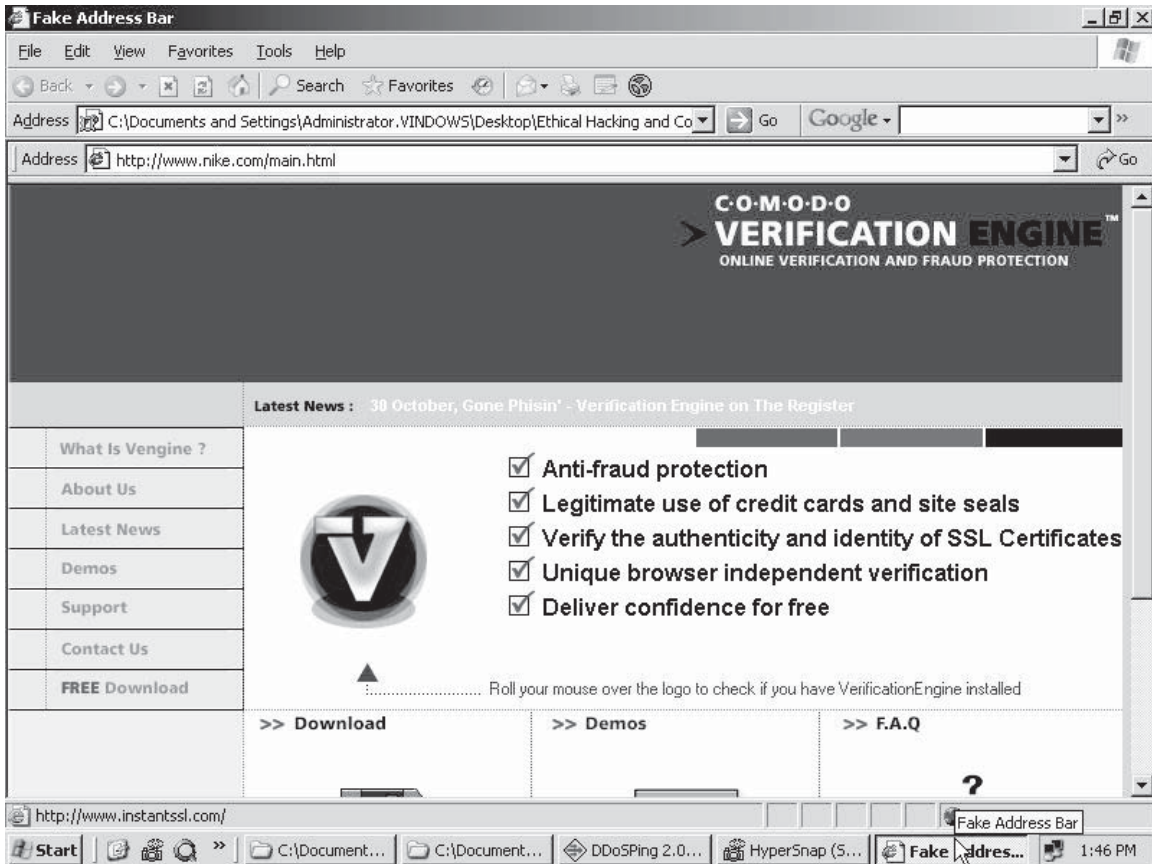 Fake Address Bar
File Edit View Favorites Tools Help
Back Search Favorites
Address C:\Documents and Settings\Administrator.VINDOWS\Desktop\Ethical Hacking and Co Go Google »
Address http://www.nike.com/main.html Go
C·O·M·O·D·O
VERIFICATION ENGINE™
ONLINE VERIFICATION AND FRAUD PROTECTION
Latest News : 30 October, Gone Phisin' - Verification Engine on The Register
What Is Vengine ?
About Us
Latest News
Demos
Support
Contact Us
FREE Download
Anti-fraud protection
Legitimate use of credit cards and site seals
Verify the authenticity and identity of SSL Certificates
Unique browser independent verification
Deliver confidence for free
Roll your mouse over the logo to check if you have VerificationEngine installed
>> Download >> Demos >> F.A.Q
?
http://www.instantssl.com/
Fake Address Bar
Start » C:\Document... C:\Document... DDoSPing 2.0... HyperSnap (S... Fake Addres... 1:46 PM